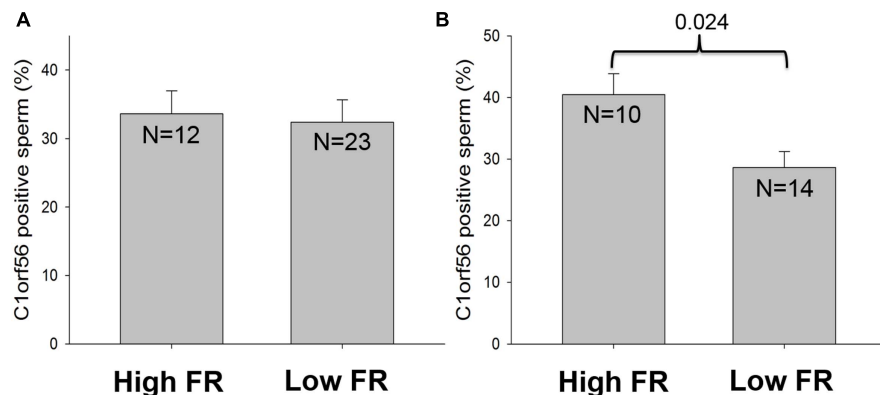 A
C1orf56 positive sperm (%)
40
30
20
10
0
N=12
N=23
High FR
Low FR
B
0.024
C1orf56 positive sperm (%)
50
40
30
20
10
0
N=10
N=14
High FR
Low FR